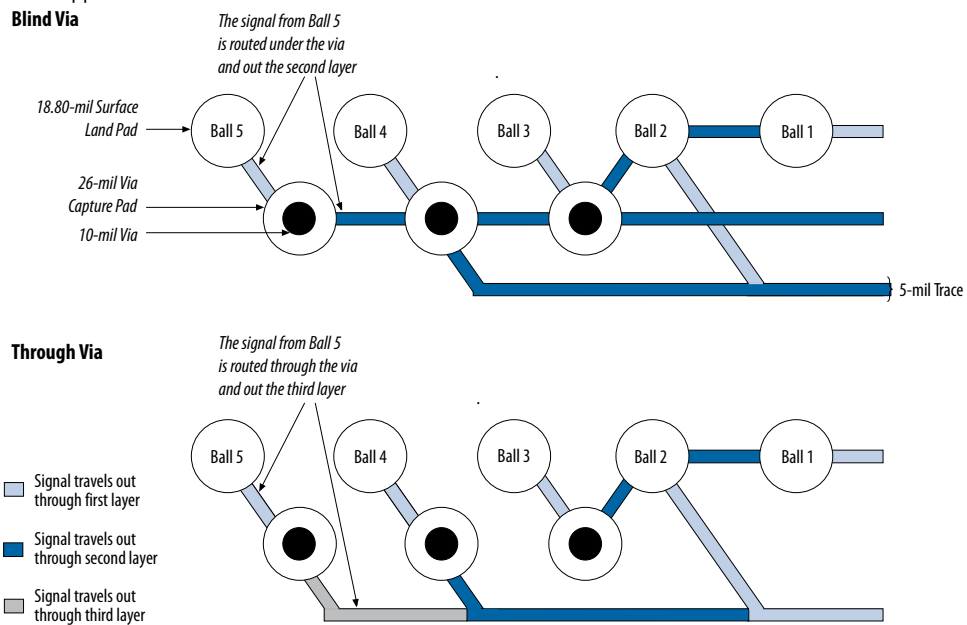 Blind Via
The signal from Ball 5
is routed under the via
and out the second layer
18.80-mil Surface
Land Pad
Ball 5
Ball 4
Ball 3
Ball 2
Ball 1
26-mil Via
Capture Pad
10-mil Via
5-mil Trace
Through Via
The signal from Ball 5
is routed through the via
and out the third layer
Ball 5
Ball 4
Ball 3
Ball 2
Ball 1
Signal travels out
through first layer
Signal travels out
through second layer
Signal travels out
through third layer